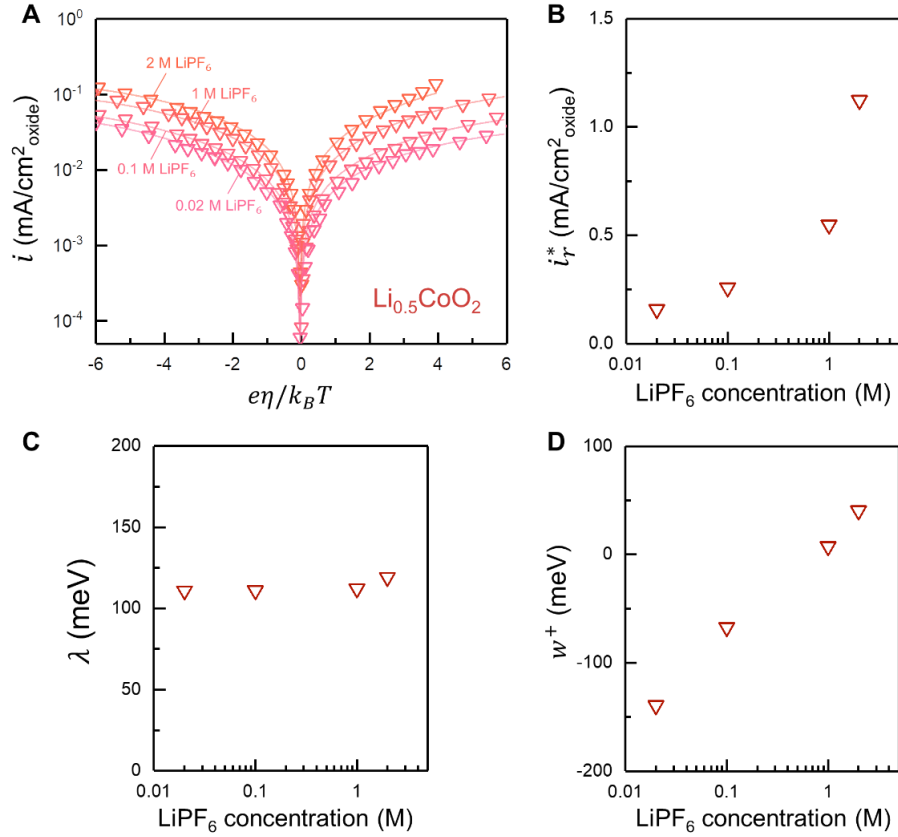 A
10⁰
10⁻¹
10⁻²
10⁻³
10⁻⁴
i (mA/cm²oxide)
2 M LiPF₆
1 M LiPF₆
0.1 M LiPF₆
0.02 M LiPF₆
Li₀.₅CoO₂
-6 -4 -2 0 2 4 6
eη/k_BT
B
1.5
1.0
0.5
0.0
i_r^* (mA/cm²oxide)
0.01 0.1 1
LiPF₆ concentration (M)
C
200
150
100
50
0
λ (meV)
0.01 0.1 1
LiPF₆ concentration (M)
D
100
0
-100
-200
w⁺ (meV)
0.01 0.1 1
LiPF₆ concentration (M)